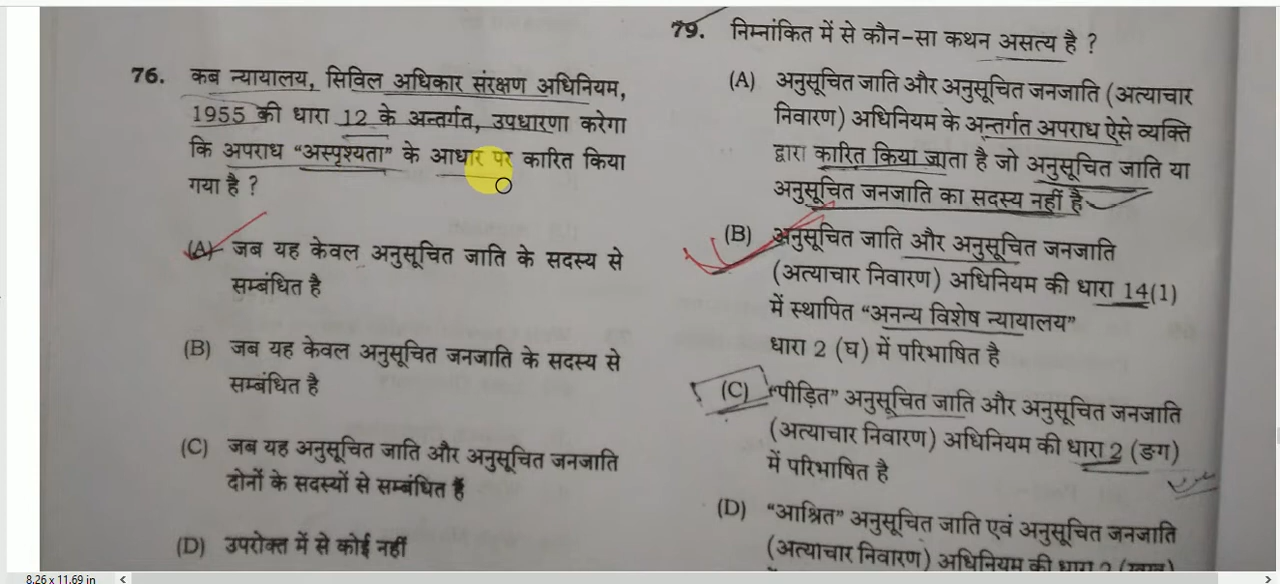 76. कब न्यायालय, सिविल अधिकार संरक्षण अधिनियम,
1955 की धारा 12 के अन्तर्गत, उपधारणा करेगा
कि अपराध “अस्पृश्यता” के आधार पर कारित किया
गया है ?
(A) जब यह केवल अनुसूचित जाति के सदस्य से
सम्बंधित है
(B) जब यह केवल अनुसूचित जनजाति के सदस्य से
सम्बंधित है
(C) जब यह अनुसूचित जाति और अनुसूचित जनजाति
दोनों के सदस्यों से सम्बंधित है
(D) उपरोक्त में से कोई नहीं
79. निम्नांकित में से कौन-सा कथन असत्य है ?
(A) अनुसूचित जाति और अनुसूचित जनजाति (अत्याचार
निवारण) अधिनियम के अन्तर्गत अपराध ऐसे व्यक्ति
द्वारा कारित किया जाता है जो अनुसूचित जाति या
अनुसूचित जनजाति का सदस्य नहीं है
(B) अनुसूचित जाति और अनुसूचित जनजाति
(अत्याचार निवारण) अधिनियम की धारा 14(1)
में स्थापित “अनन्य विशेष न्यायालय”
धारा 2 (घ) में परिभाषित है
(C) “पीड़ित” अनुसूचित जाति और अनुसूचित जनजाति
(अत्याचार निवारण) अधिनियम की धारा 2 (ङग)
में परिभाषित है
(D) “आश्रित” अनुसूचित जाति एवं अनुसूचित जनजाति
(अत्याचार निवारण) अधिनियम की धारा 2
8.26 x 11.69 in